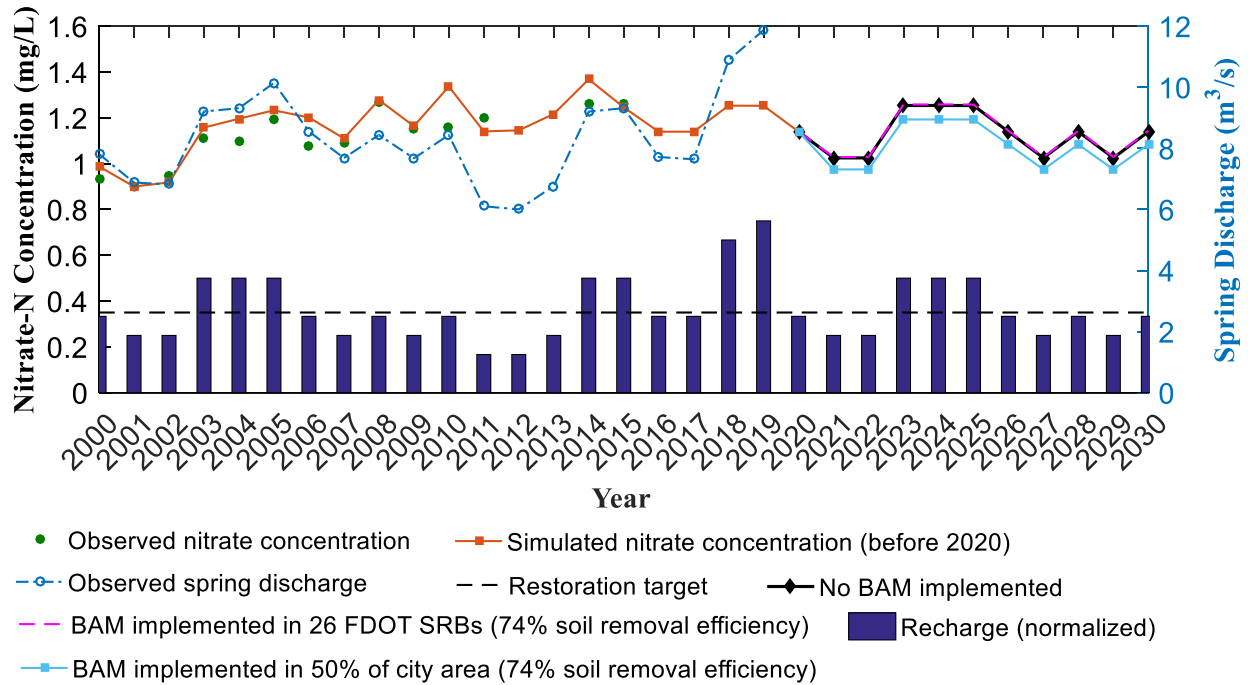 Nitrate-N Concentration (mg/L)
1.6
1.4
1.2
1
0.8
0.6
0.4
0.2
0
12
10
8
6
4
2
0
Spring Discharge (m³/s)
2000 2001 2002 2003 2004 2005 2006 2007 2008 2009 2010 2011 2012 2013 2014 2015 2016 2017 2018 2019 2020 2021 2022 2023 2024 2025 2026 2027 2028 2029 2030
Year
Observed nitrate concentration Simulated nitrate concentration (before 2020)
Observed spring discharge Restoration target No BAM implemented
BAM implemented in 26 FDOT SRBs (74% soil removal efficiency) Recharge (normalized)
BAM implemented in 50% of city area (74% soil removal efficiency)